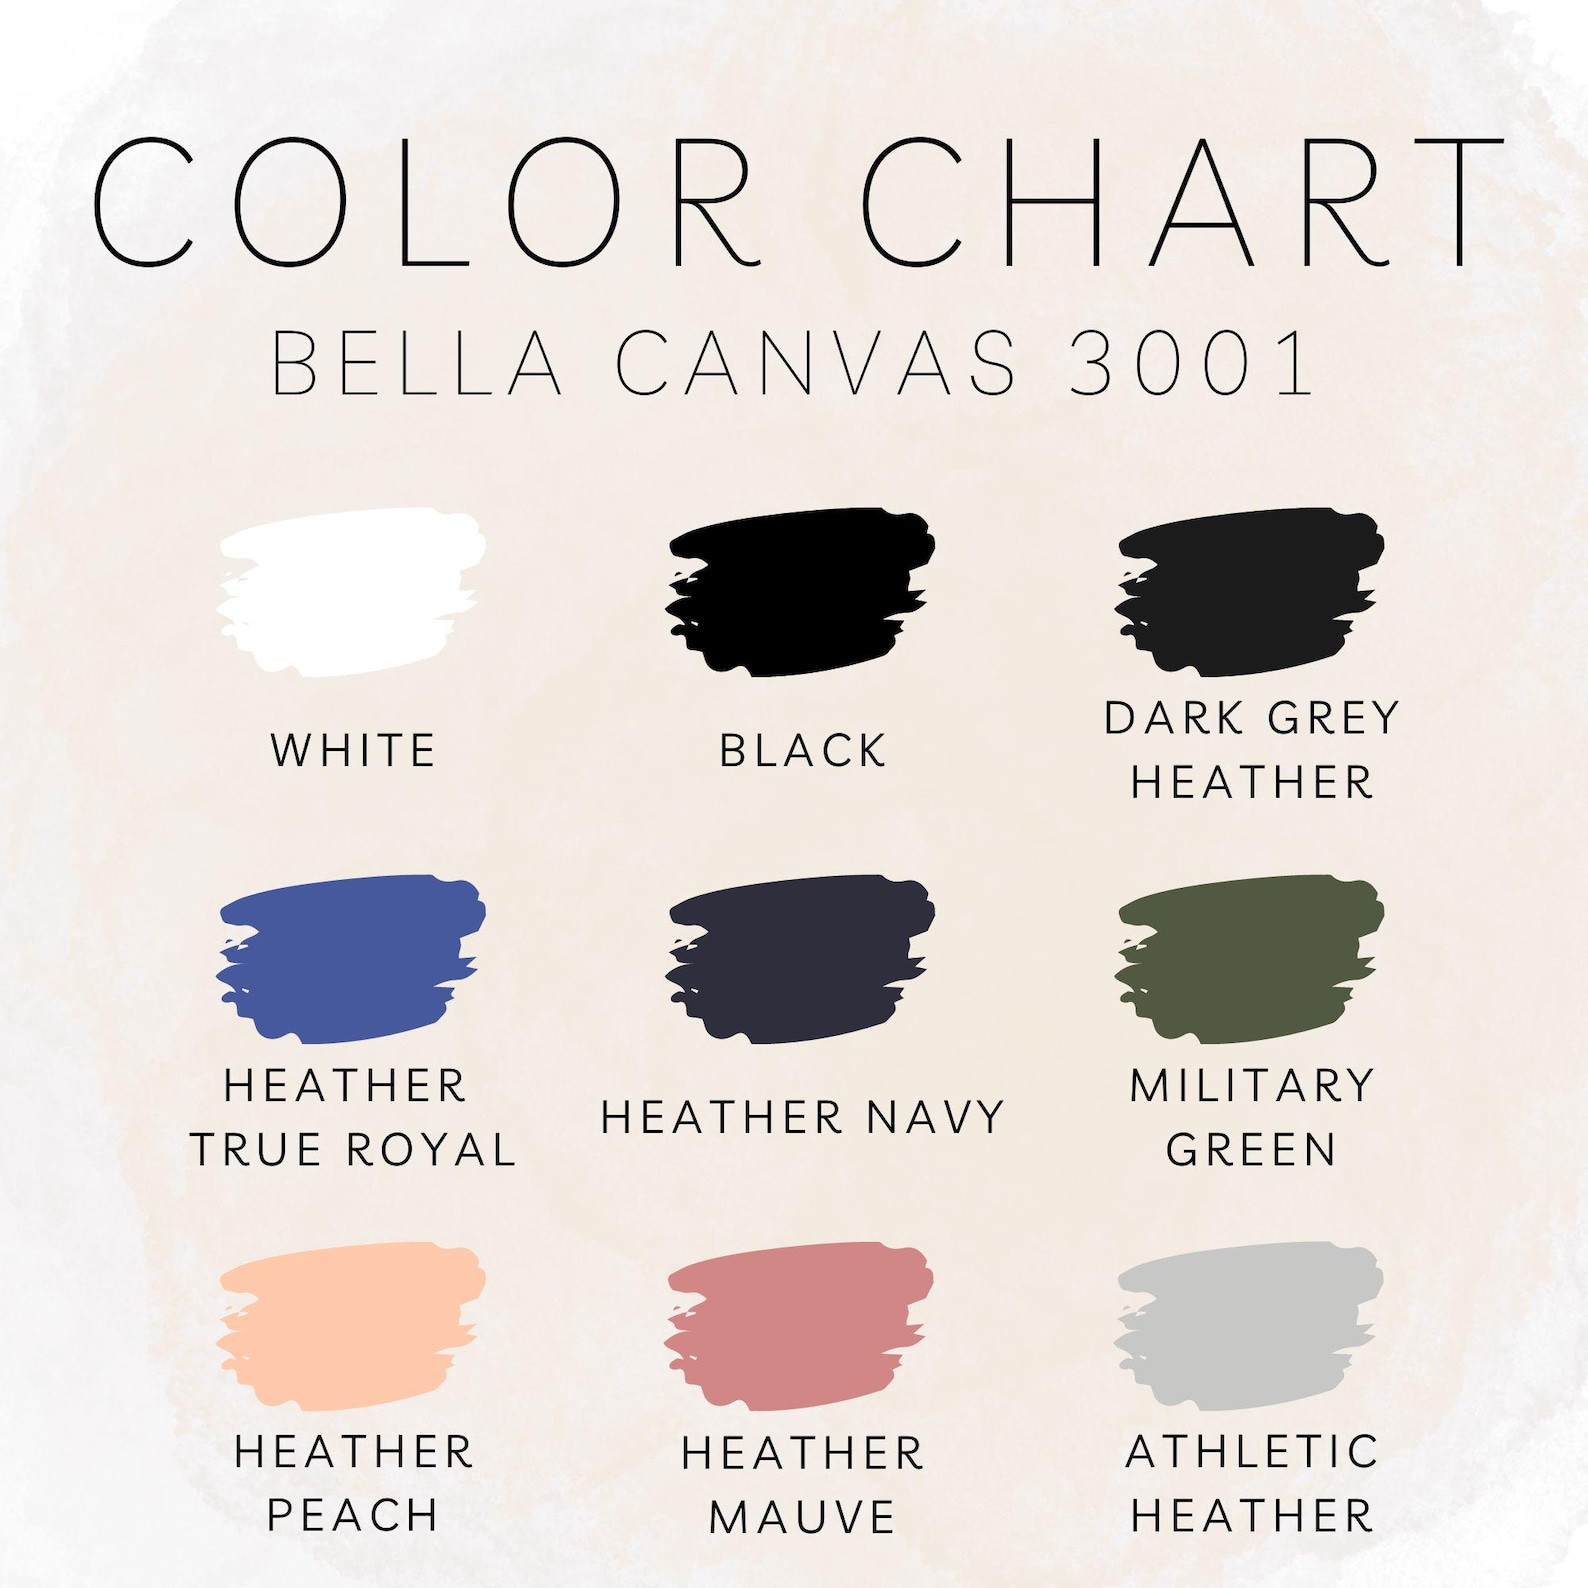 COLOR CHART
BELLA CANVAS 3001
WHITE
BLACK
DARK GREY
HEATHER
HEATHER
TRUE ROYAL
HEATHER NAVY
MILITARY
GREEN
HEATHER
PEACH
HEATHER
MAUVE
ATHLETIC
HEATHER